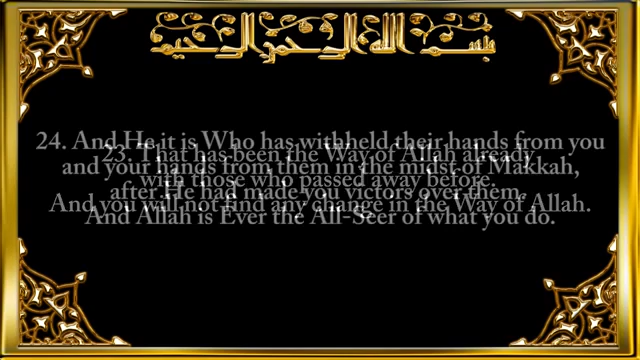 بسم الله الرحمن الرحيم
24. And He it is Who has withheld their hands from you
and your hands from them in the midst of Makkah,
after He had made you victors over them.
And Allah is Ever the All-Seer of what you do.
23. That has been the Way of Allah already
with those who passed away before.
And you will not find any change in the Way of Allah.